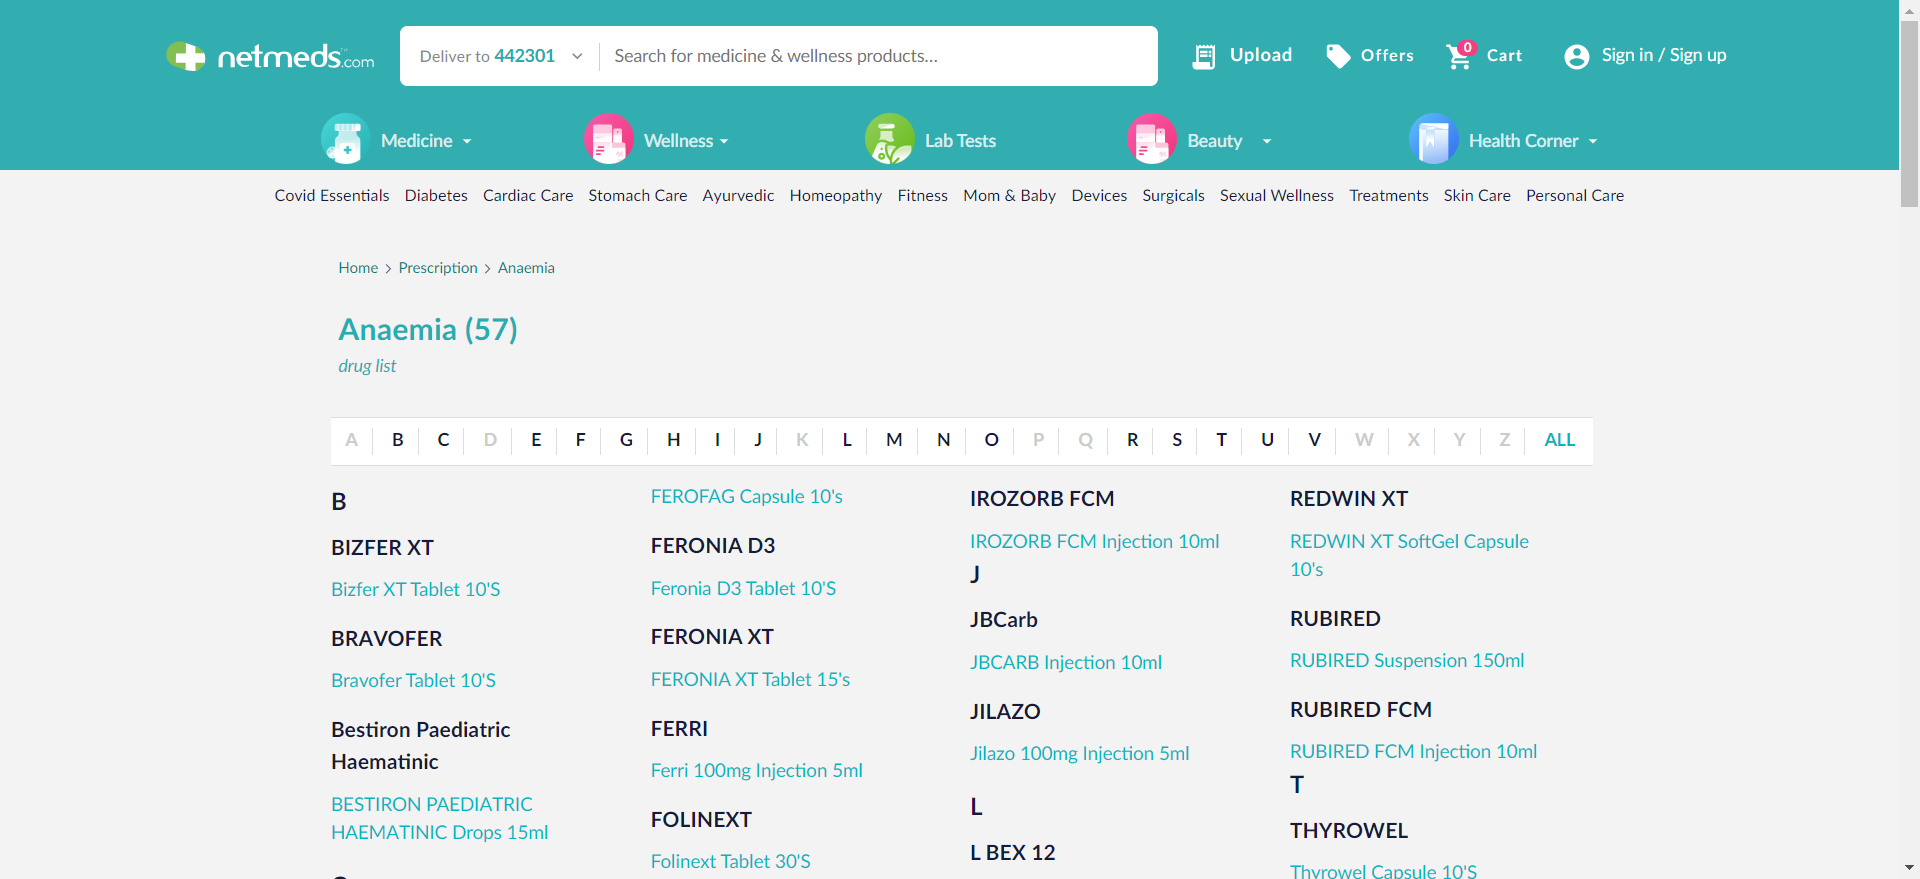 netmeds.com
Deliver to 442301
Search for medicine & wellness products...
Upload
Offers
0
Cart
Sign in / Sign up
Medicine
Wellness
Lab Tests
Beauty
Health Corner
Covid Essentials Diabetes Cardiac Care Stomach Care Ayurvedic Homeopathy Fitness Mom & Baby Devices Surgicals Sexual Wellness Treatments Skin Care Personal Care
Home > Prescription > Anaemia
Anaemia (57)
drug list
A B C D E F G H I J K L M N O P Q R S T U V W X Y Z ALL
B
BIZFER XT
Bizfer XT Tablet 10'S
BRAVOFER
Bravofer Tablet 10'S
Bestiron Paediatric
Haematinic
BESTIRON PAEDIATRIC
HAEMATINIC Drops 15ml
FEROFAG Capsule 10's
FERONIA D3
Feronia D3 Tablet 10'S
FERONIA XT
FERONIA XT Tablet 15's
FERRI
Ferri 100mg Injection 5ml
FOLINEXT
Folinext Tablet 30'S
IROZORB FCM
IROZORB FCM Injection 10ml
J
JBCarb
JBCARB Injection 10ml
JILAZO
Jilazo 100mg Injection 5ml
L
L BEX 12
REDWIN XT
REDWIN XT SoftGel Capsule
10's
RUBIRED
RUBIRED Suspension 150ml
RUBIRED FCM
RUBIRED FCM Injection 10ml
T
THYROWEL
Thyrowel Capsule 10'S